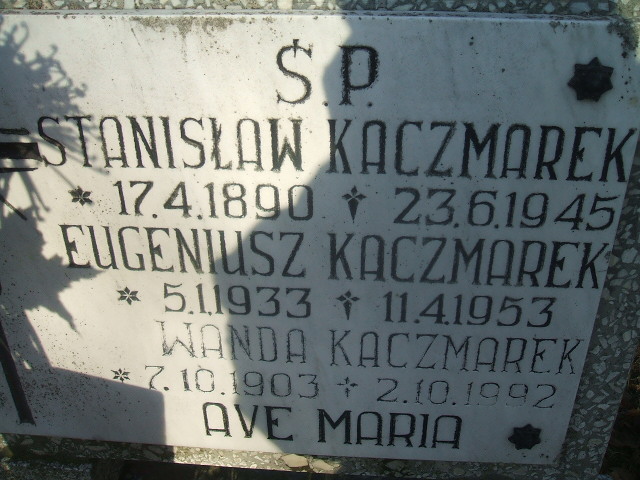 Ś.P.
STANISŁAW KACZMAREK
* 17.4.1890 † 23.6.1945
EUGENIUSZ KACZMAREK
* 5.1.1933 † 11.4.1953
WANDA KACZMAREK
* 7.10.1903 † 2.10.1992
AVE MARIA